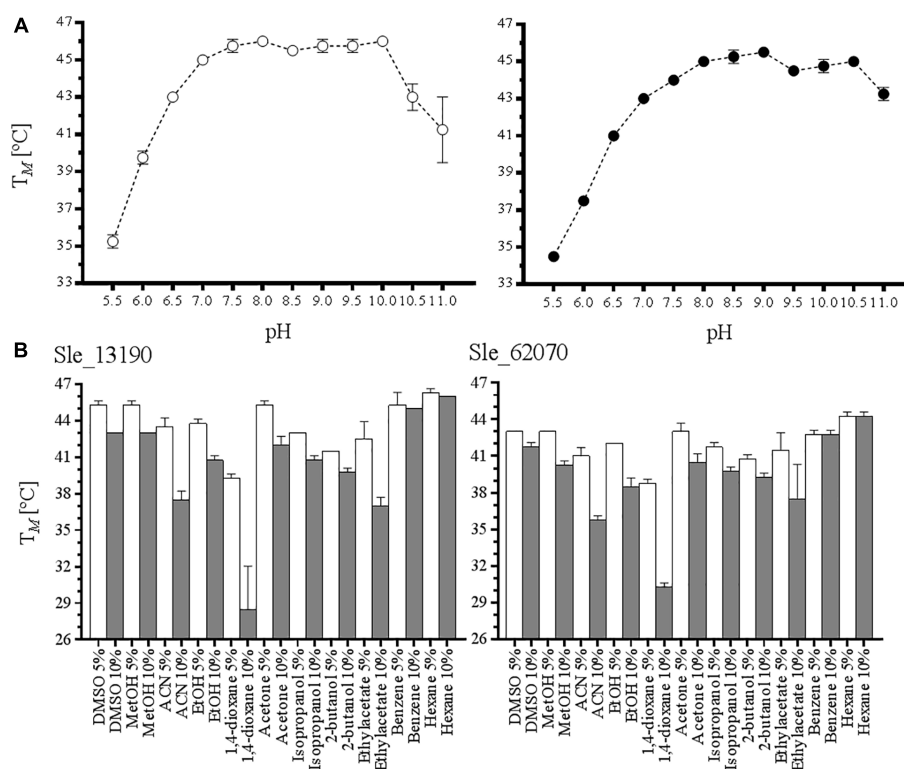 A
47
45
43
41
39
37
35
33
T_M [°C]
5.5 6.0 6.5 7.0 7.5 8.0 8.5 9.0 9.5 10.0 10.5 11.0
pH
47
45
43
41
39
37
35
33
5.5 6.0 6.5 7.0 7.5 8.0 8.5 9.0 9.5 10.0 10.5 11.0
pH
B
Sle_13190
47
44
41
38
35
32
29
26
T_M [°C]
DMSO 5%
DMSO 10%
MetOH 5%
MetOH 10%
ACN 5%
ACN 10%
EtOH 5%
EtOH 10%
1,4-dioxane 5%
1,4-dioxane 10%
Acetone 5%
Acetone 10%
Isopropanol 5%
Isopropanol 10%
2-butanol 5%
2-butanol 10%
Ethylacetate 5%
Ethylacetate 10%
Benzene 5%
Benzene 10%
Hexane 5%
Hexane 10%
Sle_62070
47
44
41
38
35
32
29
26
DMSO 5%
DMSO 10%
MetOH 5%
MetOH 10%
ACN 5%
ACN 10%
EtOH 5%
EtOH 10%
1,4-dioxane 5%
1,4-dioxane 10%
Acetone 5%
Acetone 10%
Isopropanol 5%
Isopropanol 10%
2-butanol 5%
2-butanol 10%
Ethylacetate 5%
Ethylacetate 10%
Benzene 5%
Benzene 10%
Hexane 5%
Hexane 10%